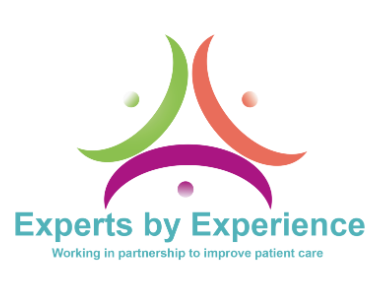 Experts by Experience
Working in partnership to improve patient care